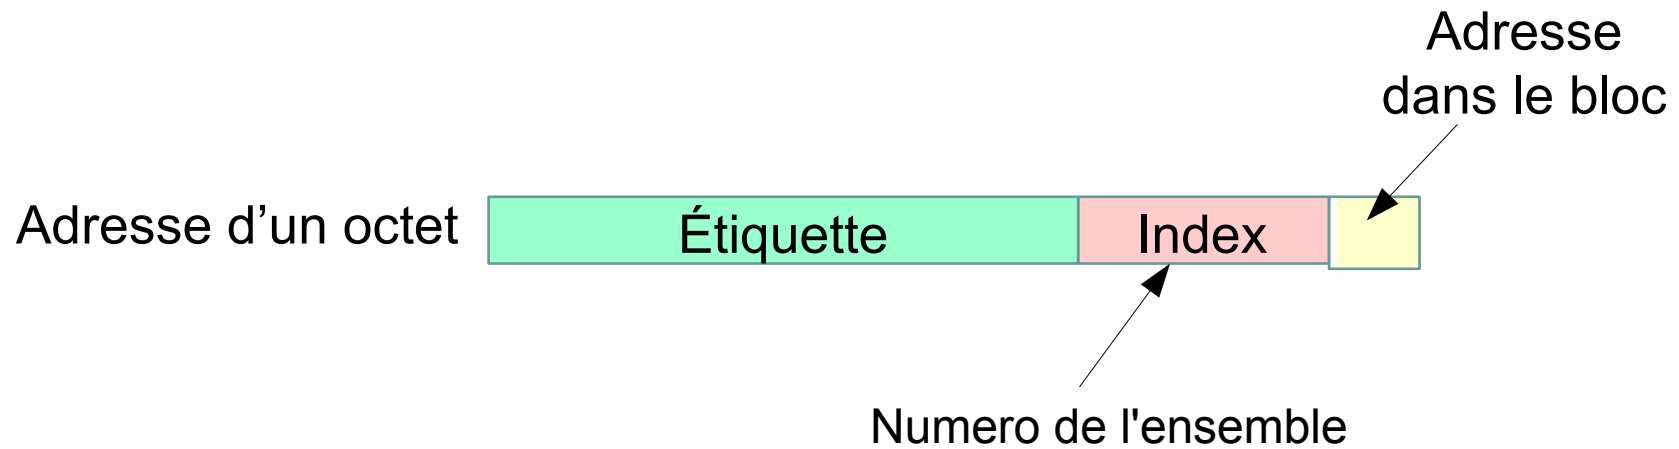 Adresse
dans le bloc
Adresse d’un octet
Étiquette
Index
Numero de l'ensemble